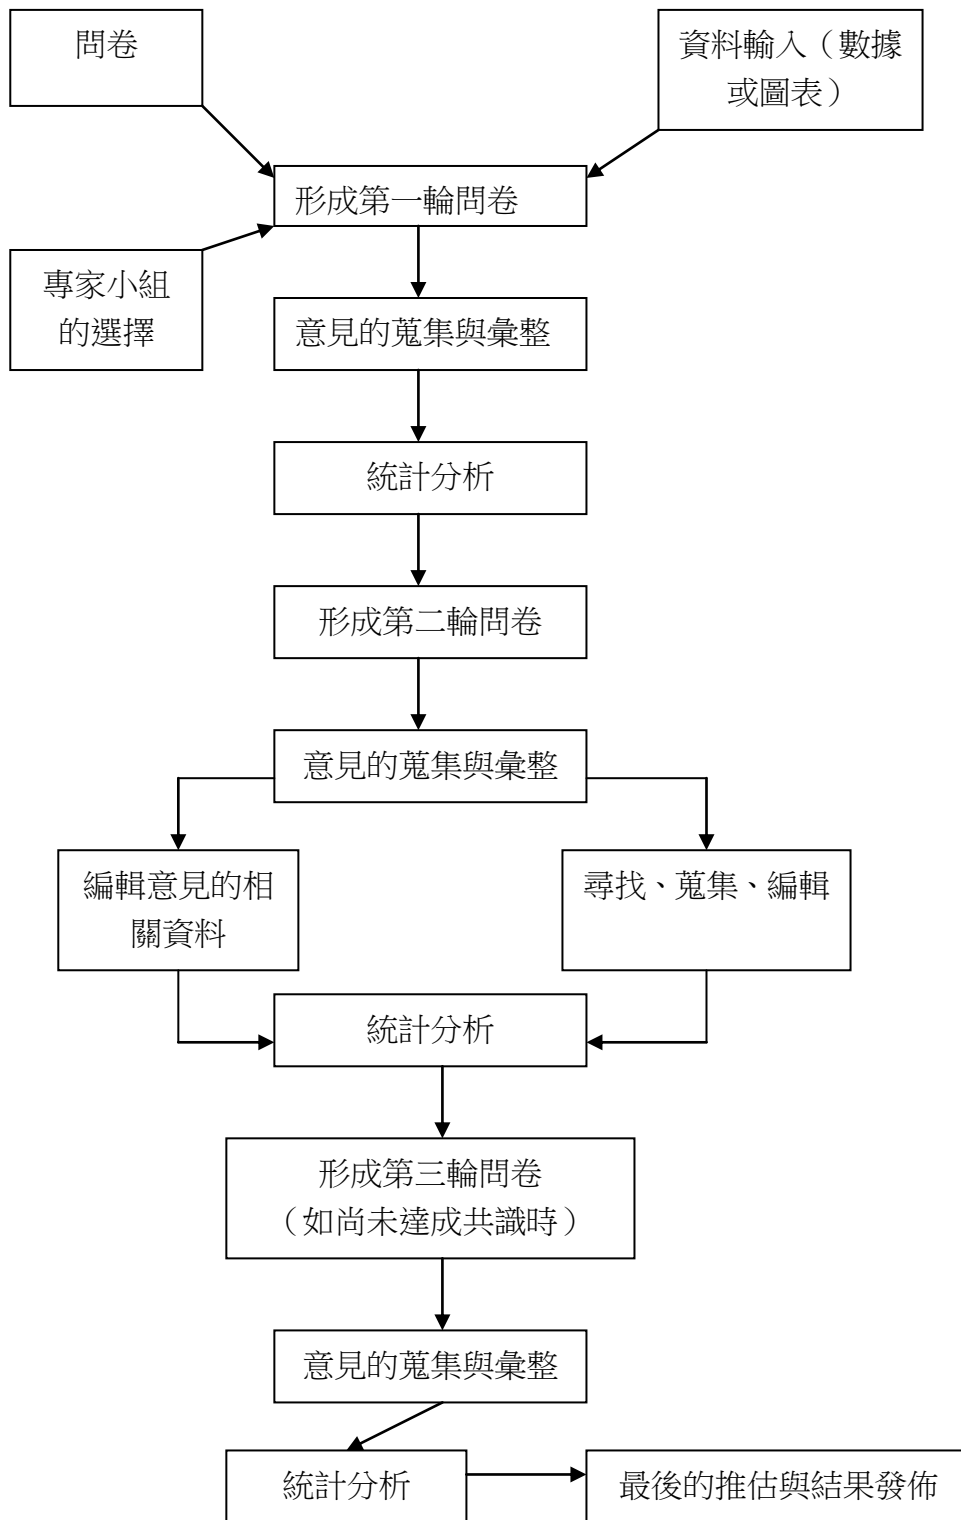 問卷
資料輸入（數據
或圖表）
形成第一輪問卷
專家小組
的選擇
意見的蒐集與彙整
統計分析
形成第二輪問卷
意見的蒐集與彙整
編輯意見的相
關資料
尋找、蒐集、編輯
統計分析
形成第三輪問卷
（如尚未達成共識時）
意見的蒐集與彙整
統計分析
最後的推估與結果發佈